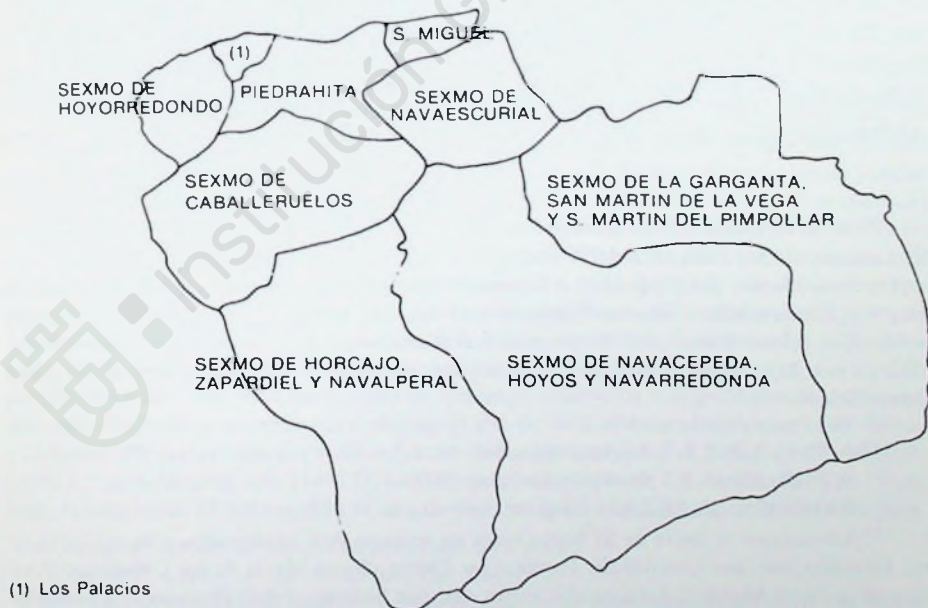 S. MIGUEL
(1)
SEXMO DE
HOYORREDONDO
PIEDRAHITA
SEXMO DE
NAVAESCURIAL
SEXMO DE
CABALLERUELOS
SEXMO DE LA GARGANTA,
SAN MARTIN DE LA VEGA
Y S. MARTIN DEL PIMPOLLAR
SEXMO DE HORCAJO,
ZAPARDIEL Y NAVALPERAL
SEXMO DE NAVACEPEDA,
HOYOS Y NAVARREDONDA
(1) Los Palacios
Institución G